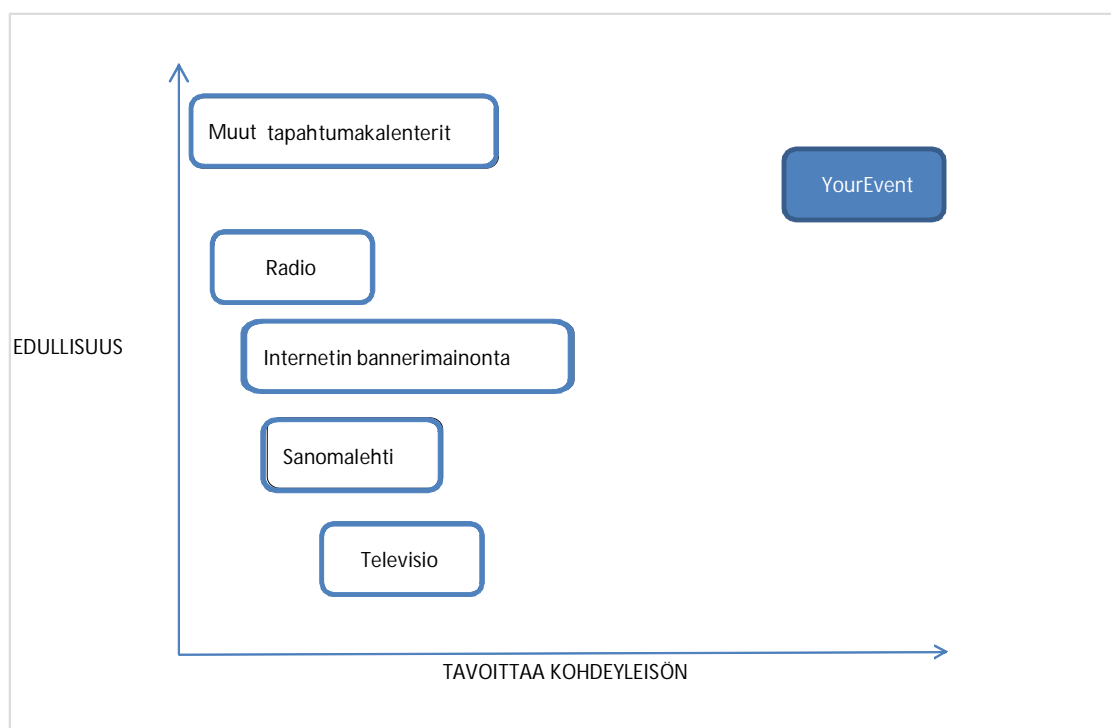 Muut tapahtumakalenterit
YourEvent
Radio
EDULLISUUS
Internetin bannerimainonta
Sanomalehti
Televisio
TAVOITTAA KOHDEYLEISÖN